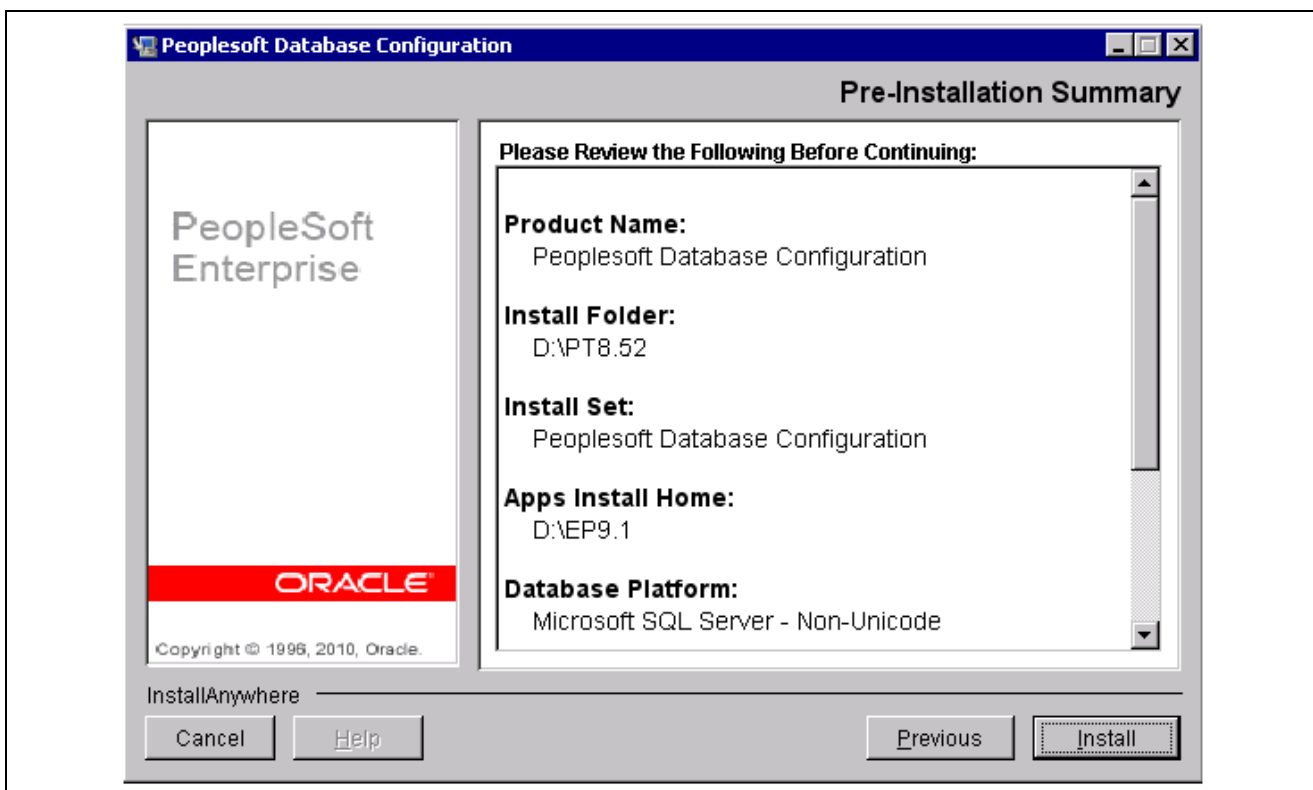 Peoplesoft Database Configuration
Pre-Installation Summary
PeopleSoft
Enterprise
ORACLE
Copyright © 1996, 2010, Oracle.
Please Review the Following Before Continuing:
Product Name:
Peoplesoft Database Configuration
Install Folder:
D:\PT8.52
Install Set:
Peoplesoft Database Configuration
Apps Install Home:
D:\EP9.1
Database Platform:
Microsoft SQL Server - Non-Unicode
InstallAnywhere
Cancel
Help
Previous
Install